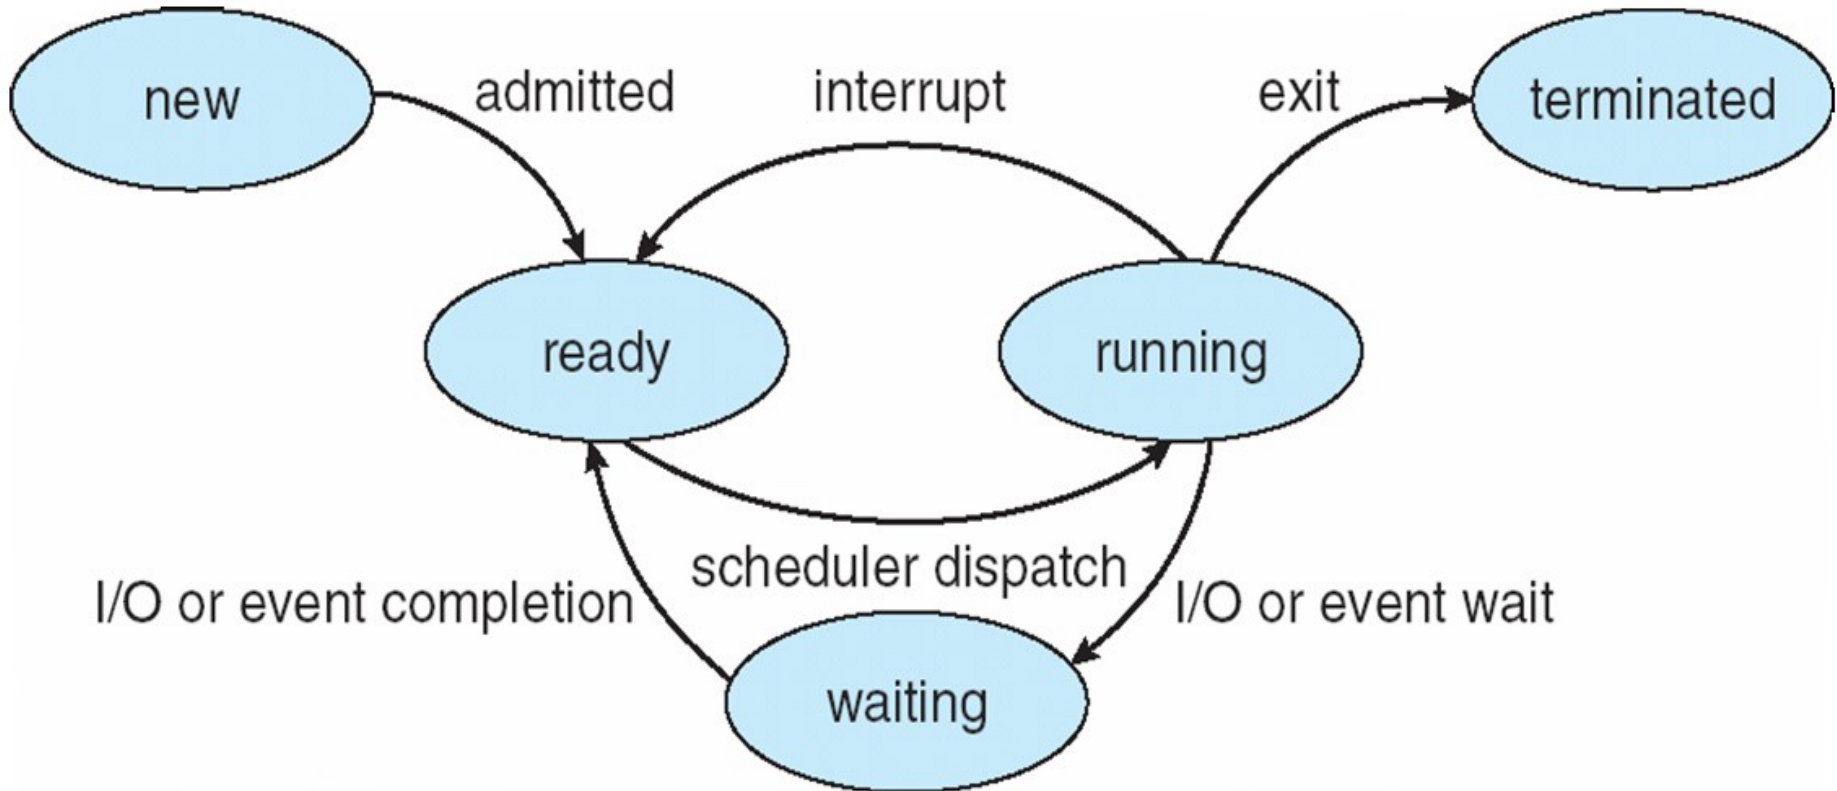 new
admitted
interrupt
exit
terminated
ready
running
scheduler dispatch
I/O or event completion
I/O or event wait
waiting